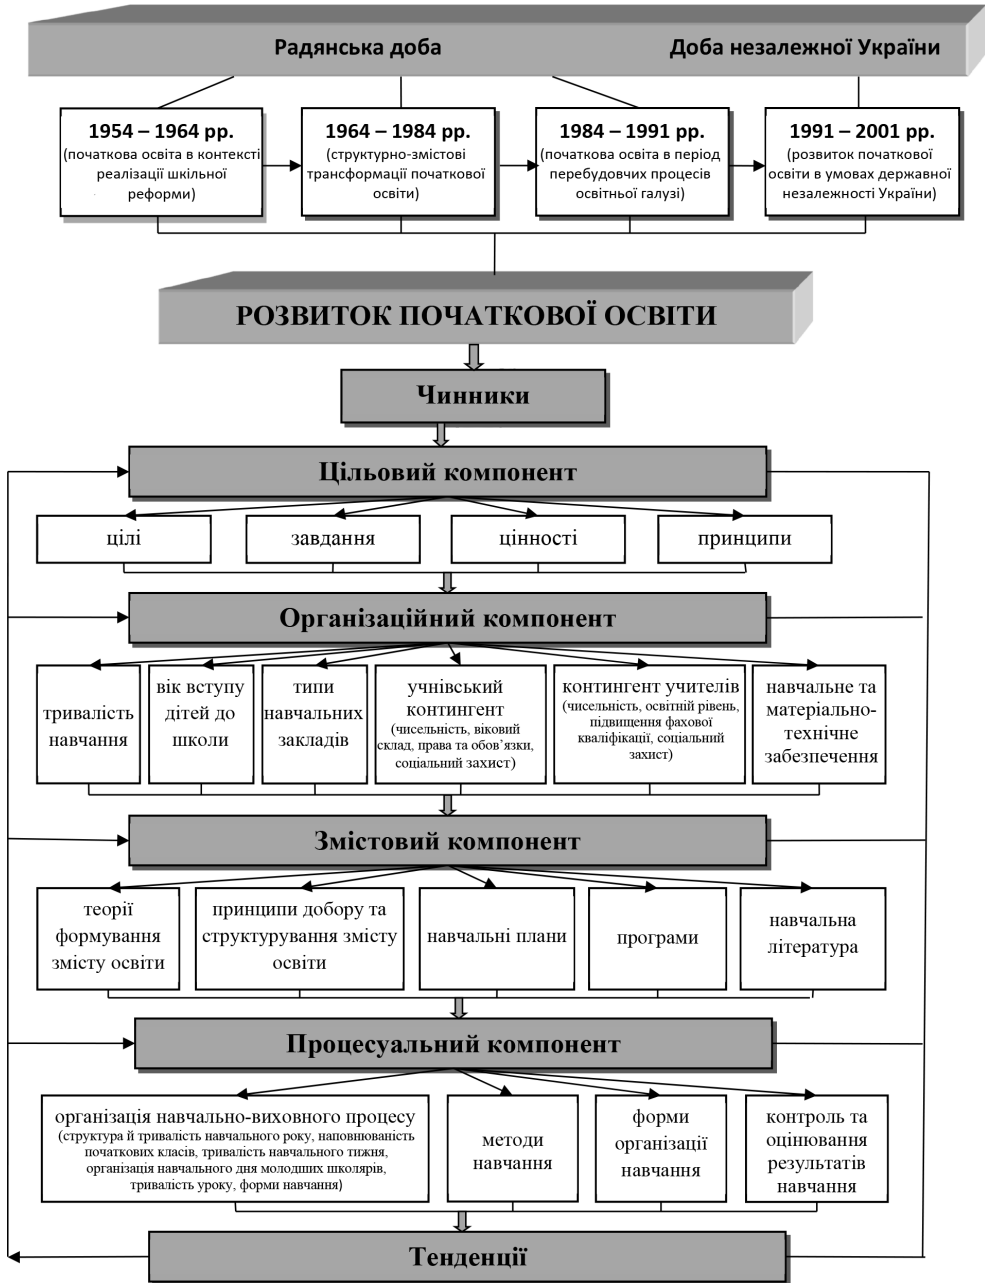 Радянська доба
Доба незалежної України
1954 – 1964 рр.
(початкова освіта в контексті
реалізації шкільної
реформи)
1964 – 1984 рр.
(структурно-змістові
трансформації початкової
освіти)
1984 – 1991 рр.
(початкова освіта в період
перебудовчих процесів
освітньої галузі)
1991 – 2001 рр.
(розвиток початкової
освіти в умовах державної
незалежності України)
РОЗВИТОК ПОЧАТКОВОЇ ОСВІТИ
Чинники
Цільовий компонент
цілі
завдання
цінності
принципи
Організаційний компонент
тривалість
навчання
вік вступу
дітей до
школи
типи
навчальних
закладів
учнівський
контингент
(чисельність, віковий
склад, права та обов’язки,
соціальний захист)
контингент учителів
(чисельність, освітній рівень,
підвищення фахової
кваліфікації, соціальний
захист)
навчальне та
матеріально-
технічне
забезпечення
Змістовий компонент
теорії
формування
змісту освіти
принципи добору та
структурування змісту
освіти
навчальні плани
програми
навчальна
література
Процесуальний компонент
організація навчально-виховного процесу
(структура й тривалість навчального року, наповнюваність
початкових класів, тривалість навчального тижня,
організація навчального дня молодших школярів,
тривалість уроку, форми навчання)
методи
навчання
форми
організації
навчання
контроль та
оцінювання
результатів
навчання
Тенденції